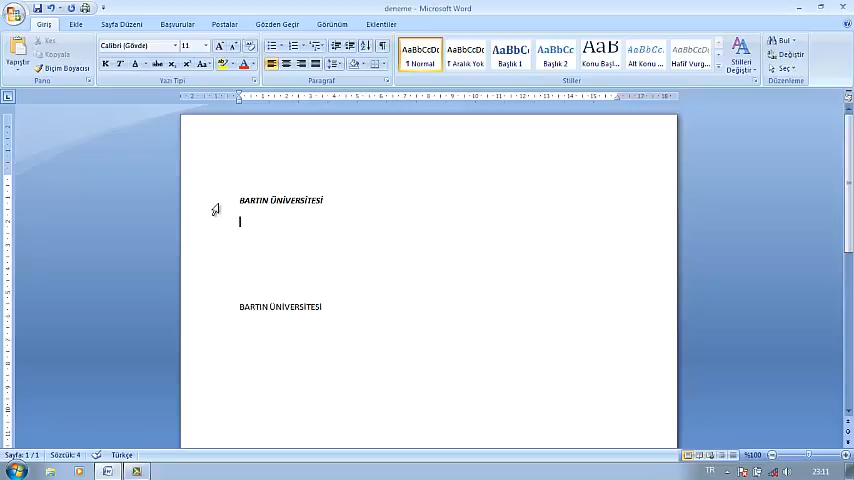 deneme - Microsoft Word
Giriş Ekle Sayfa Düzeni Başvurular Postalar Gözden Geçir Görünüm Eklentiler
Yapıştır
Kes
Kopyala
Biçim Boyacısı
Pano
Calibri (Gövde) 11
Yazı Tipi
Paragraf
AaBbCcDc AaBbCcDc AaBbC AaBbCc AaB AaBbCc. AaBbCcDc
¶ Normal ¶ Aralık Yok Başlık 1 Başlık 2 Konu Başl... Alt Konu ... Hafif Vurg...
Stiller
Stilleri Değiştir
Bul
Değiştir
Seç
Düzenleme
BARTIN ÜNİVERSİTESİ
BARTIN ÜNİVERSİTESİ
Sayfa: 1 / 1 Sözcük: 4 Türkçe %100
TR 23:11